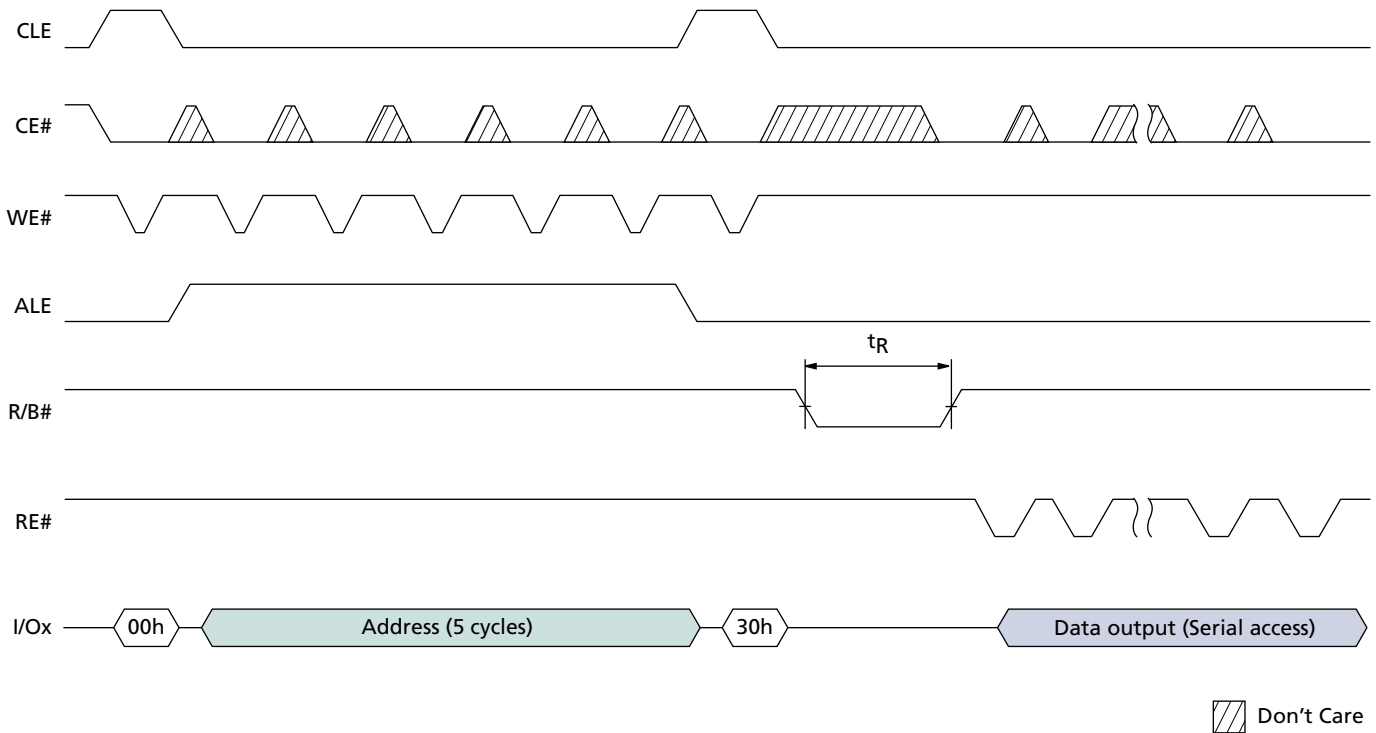 CLE
CE#
WE#
ALE
tR
R/B#
RE#
I/Ox
00h
Address (5 cycles)
30h
Data output (Serial access)
Don't Care